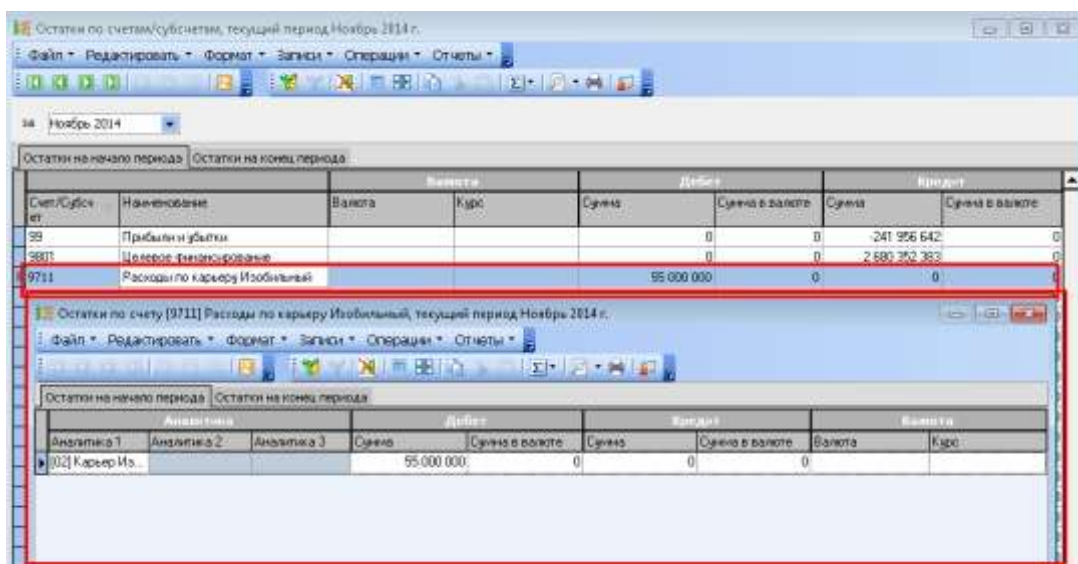 Остатки по счетам/субсчетам, текущий период Ноябрь 2014 г.
Файл Редактировать Формат Записи Операции Отчеты
за Ноябрь 2014
Остатки на начало периода Остатки на конец периода
Валюта Дебет Кредит
Счет/Субсч ет Наименование Валюта Курс Сумма Сумма в валюте Сумма Сумма в валюте
99 Прибыли и убытки 0 0 -241 956 642 0
9801 Целевое финансирование 0 0 2 680 352 383 0
9711 Расходы по карьеру Изобильный 55 000 000 0 0 0
Остатки по счету [9711] Расходы по карьеру Изобильный, текущий период Ноябрь 2014 г.
Файл Редактировать Формат Записи Операции Отчеты
Остатки на начало периода Остатки на конец периода
Аналитика Дебет Кредит Валюта
Аналитика 1 Аналитика 2 Аналитика 3 Сумма Сумма в валюте Сумма Сумма в валюте Валюта Курс
[02] Карьер Из... 55 000 000 0 0 0